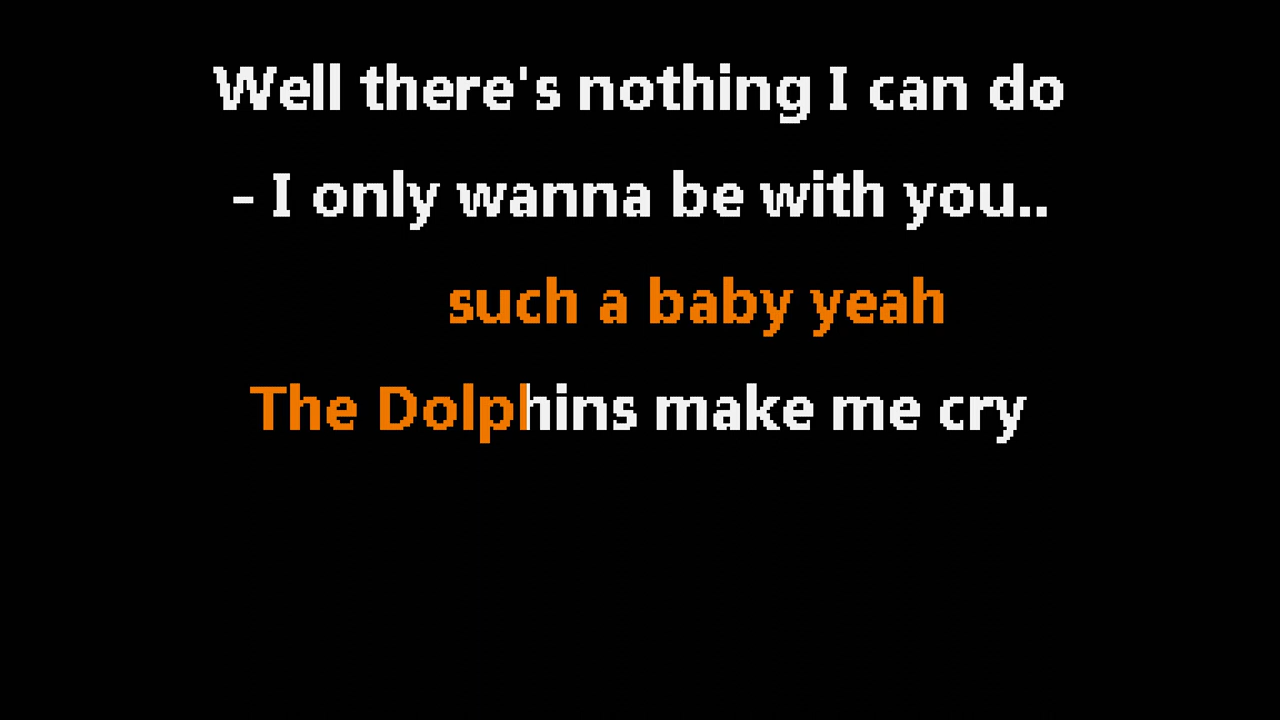 Well there's nothing I can do
- I only wanna be with you..
such a baby yeah
The Dolphins make me cry